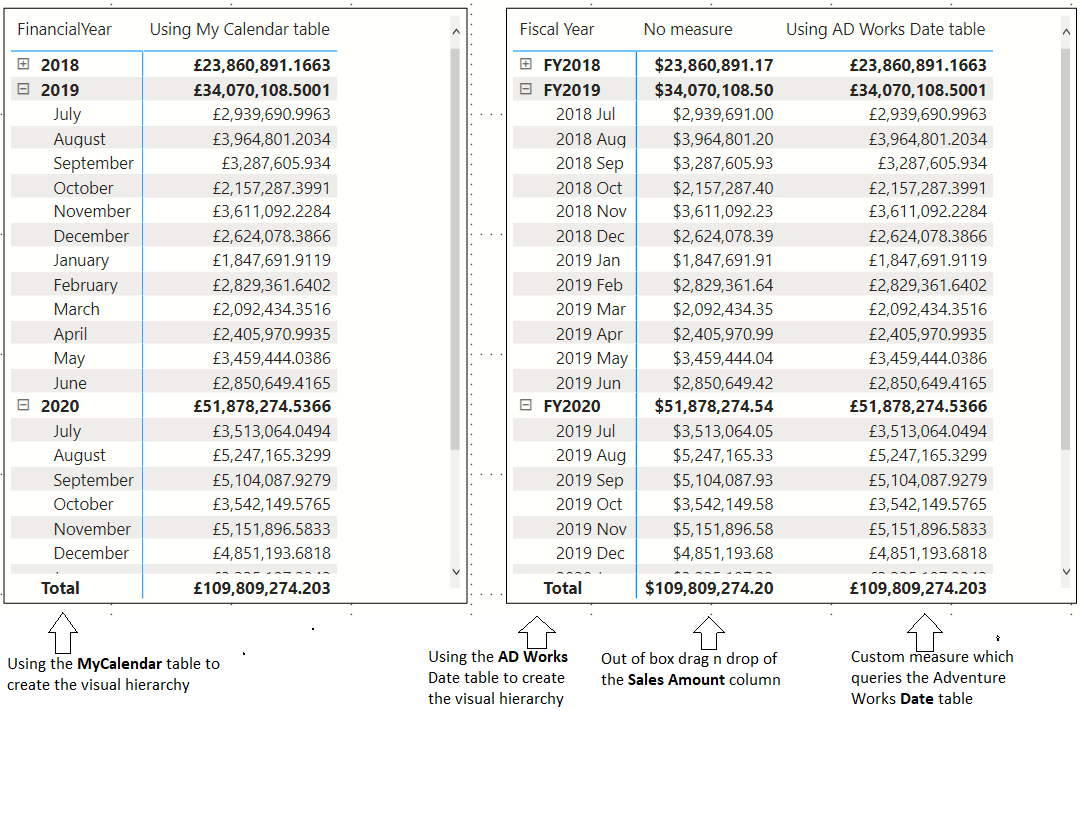 FinancialYear Using My Calendar table
2018 £23,860,891.1663
2019 £34,070,108.5001
July £2,939,690.9963
August £3,964,801.2034
September £3,287,605.934
October £2,157,287.3991
November £3,611,092.2284
December £2,624,078.3866
January £1,847,691.9119
February £2,829,361.6402
March £2,092,434.3516
April £2,405,970.9935
May £3,459,444.0386
June £2,850,649.4165
2020 £51,878,274.5366
July £3,513,064.0494
August £5,247,165.3299
September £5,104,087.9279
October £3,542,149.5765
November £5,151,896.5833
December £4,851,193.6818
Total £109,809,274.203
Fiscal Year No measure Using AD Works Date table
FY2018 $23,860,891.17 £23,860,891.1663
FY2019 $34,070,108.50 £34,070,108.5001
2018 Jul $2,939,691.00 £2,939,690.9963
2018 Aug $3,964,801.20 £3,964,801.2034
2018 Sep $3,287,605.93 £3,287,605.934
2018 Oct $2,157,287.40 £2,157,287.3991
2018 Nov $3,611,092.23 £3,611,092.2284
2018 Dec $2,624,078.39 £2,624,078.3866
2019 Jan $1,847,691.91 £1,847,691.9119
2019 Feb $2,829,361.64 £2,829,361.6402
2019 Mar $2,092,434.35 £2,092,434.3516
2019 Apr $2,405,970.99 £2,405,970.9935
2019 May $3,459,444.04 £3,459,444.0386
2019 Jun $2,850,649.42 £2,850,649.4165
FY2020 $51,878,274.54 £51,878,274.5366
2019 Jul $3,513,064.05 £3,513,064.0494
2019 Aug $5,247,165.33 £5,247,165.3299
2019 Sep $5,104,087.93 £5,104,087.9279
2019 Oct $3,542,149.58 £3,542,149.5765
2019 Nov $5,151,896.58 £5,151,896.5833
2019 Dec $4,851,193.68 £4,851,193.6818
Total $109,809,274.20 £109,809,274.203
Using the MyCalendar table to
create the visual hierarchy
Using the AD Works
Date table to create
the visual hierarchy
Out of box drag n drop of
the Sales Amount column
Custom measure which
queries the Adventure
Works Date table